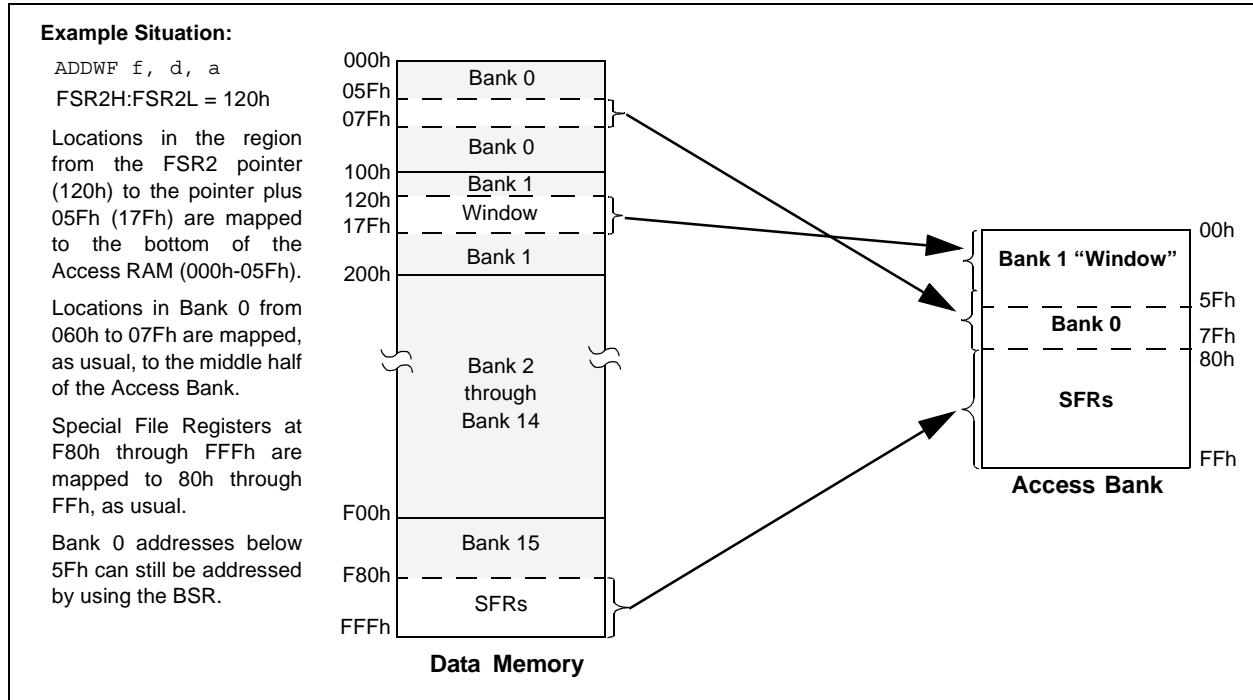 Example Situation:
ADDWF f, d, a
FSR2H:FSR2L = 120h
Locations in the region
from the FSR2 pointer
(120h) to the pointer plus
05Fh (17Fh) are mapped
to the bottom of the
Access RAM (000h-05Fh).
Locations in Bank 0 from
060h to 07Fh are mapped,
as usual, to the middle half
of the Access Bank.
Special File Registers at
F80h through FFFh are
mapped to 80h through
FFh, as usual.
Bank 0 addresses below
5Fh can still be addressed
by using the BSR.
000h
Bank 0
05Fh
07Fh
Bank 0
100h
Bank 1
120h
Window
17Fh
Bank 1
200h
Bank 2
through
Bank 14
F00h
Bank 15
F80h
SFRs
FFFh
Data Memory
00h
Bank 1 “Window”
5Fh
Bank 0
7Fh
80h
SFRs
FFh
Access Bank